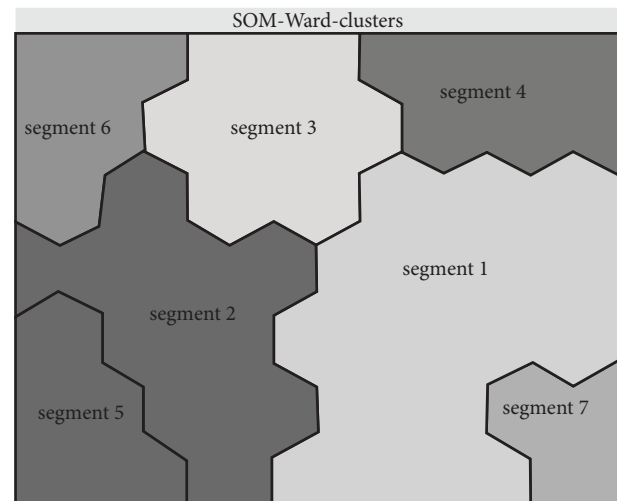 SOM-Ward-clusters
segment 4
segment 6
segment 3
segment 1
segment 2
segment 5
segment 7